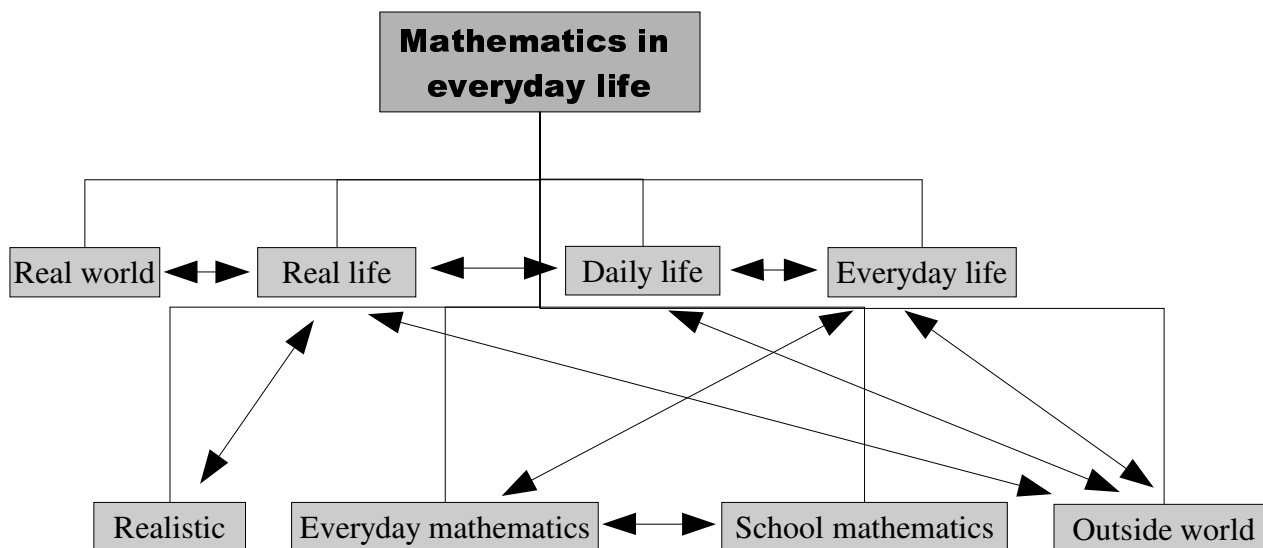 Mathematics in
everyday life
Real world
Real life
Daily life
Everyday life
Realistic
Everyday mathematics
School mathematics
Outside world